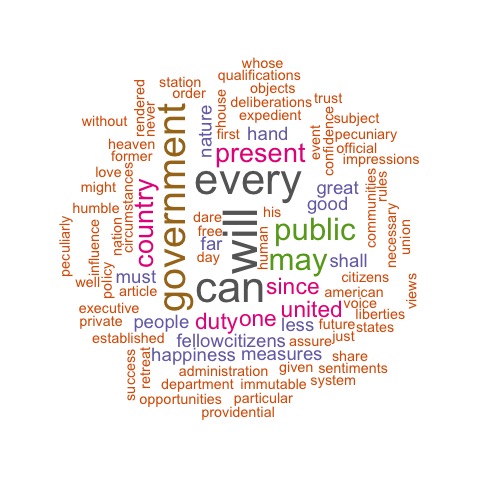 whose
qualifications
station
objects
order
rendered
never
house
deliberations
trust
expedient
without
nature
first
hand
event
confidence
subject
pecuniary
official
impressions
heaven
former
present
government
every
love
might
country
circumstances
great
good
communities
rules
humble
dare
his
free
far
day
will
human
public
necessary
union
peculiarly
influence
nation
may
shall
well
policy
must
article
can
since
citizens
american
views
executive
private
people
duty
one
united
voice
liberties
less
future
states
established
fellowcitizens
assure
just
happiness
measures
share
success
retreat
administration
given
sentiments
department
immutable
system
opportunities
particular
providential